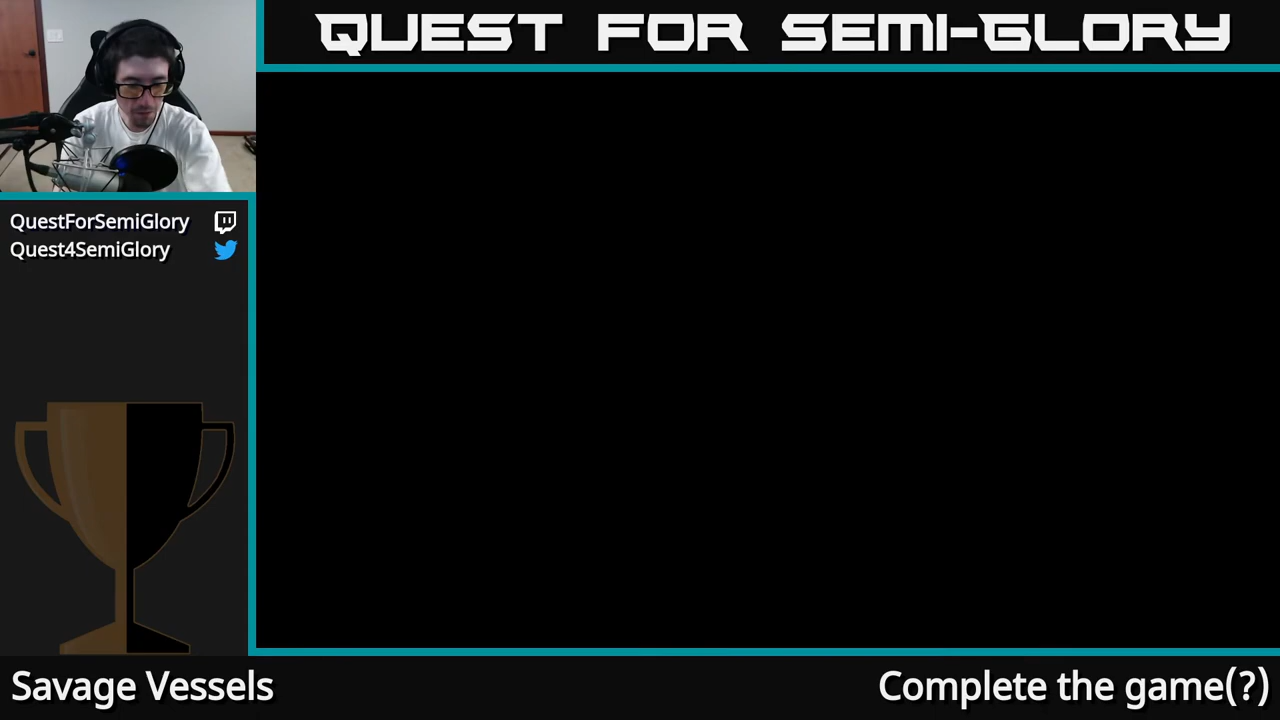 QUEST FOR SEMI-GLORY
QuestForSemiGlory
Quest4SemiGlory
Savage Vessels
Complete the game(?)